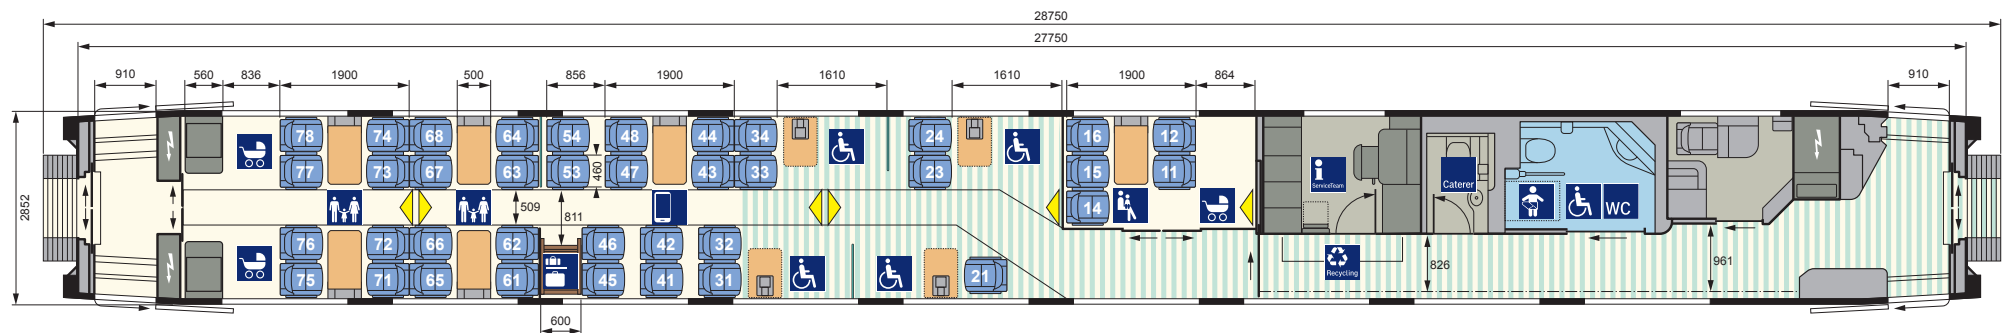 28750
27750
910 560 836 1900 500 856 1900 1610 1610 1900 864 910
78 74 68 64 54 48 44 34 24 16 12
77 73 67 63 53 460 47 43 33 23 15 11
i ServiceTeam
Caterer
WC
2852
509 811
14
76 72 66 62 46 42 32
75 71 65 61 45 41 31 21
Recycling
826
961
600